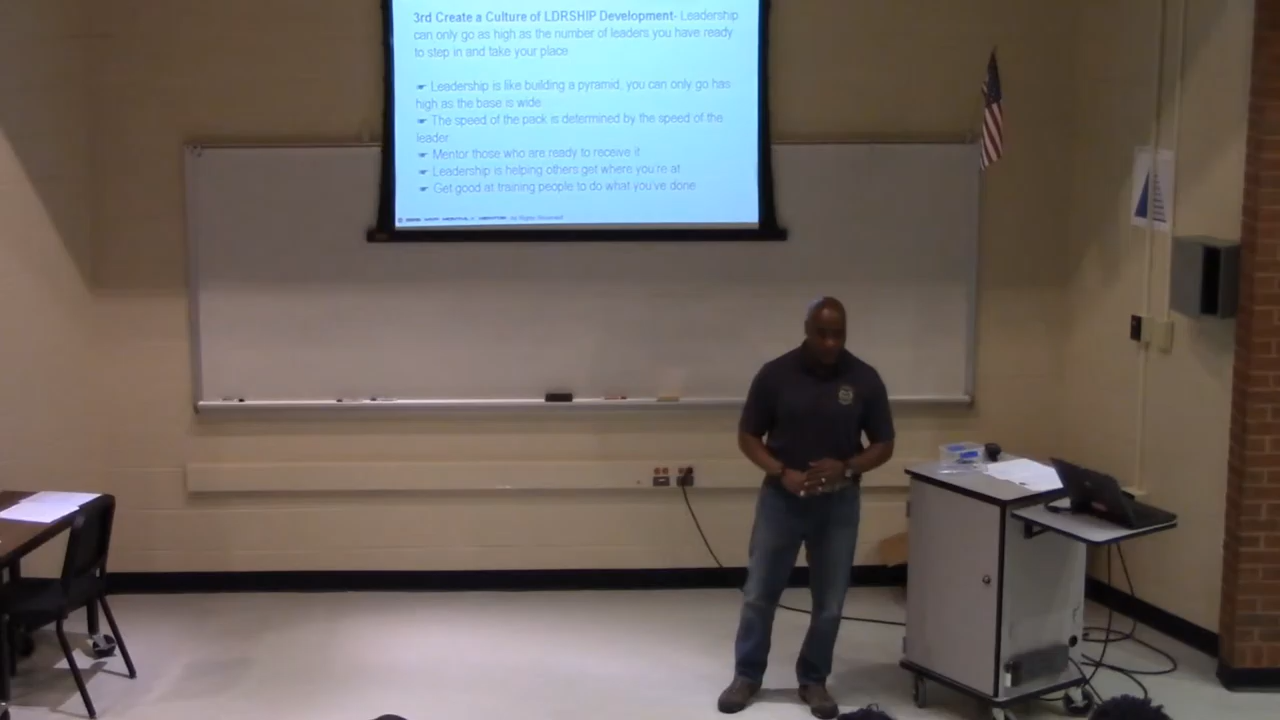 3rd Create a Culture of LDRSHIP Development- Leadership
can only go as high as the number of leaders you have ready
to step in and take your place.
☛ Leadership is like building a pyramid, you can only go has
high as the base is wide
☛ The speed of the pack is determined by the speed of the
leader.
☛ Mentor those who are ready to receive it
☛ Leadership is helping others get where you're at
☛ Get good at training people to do what you've done
All Rights Reserved